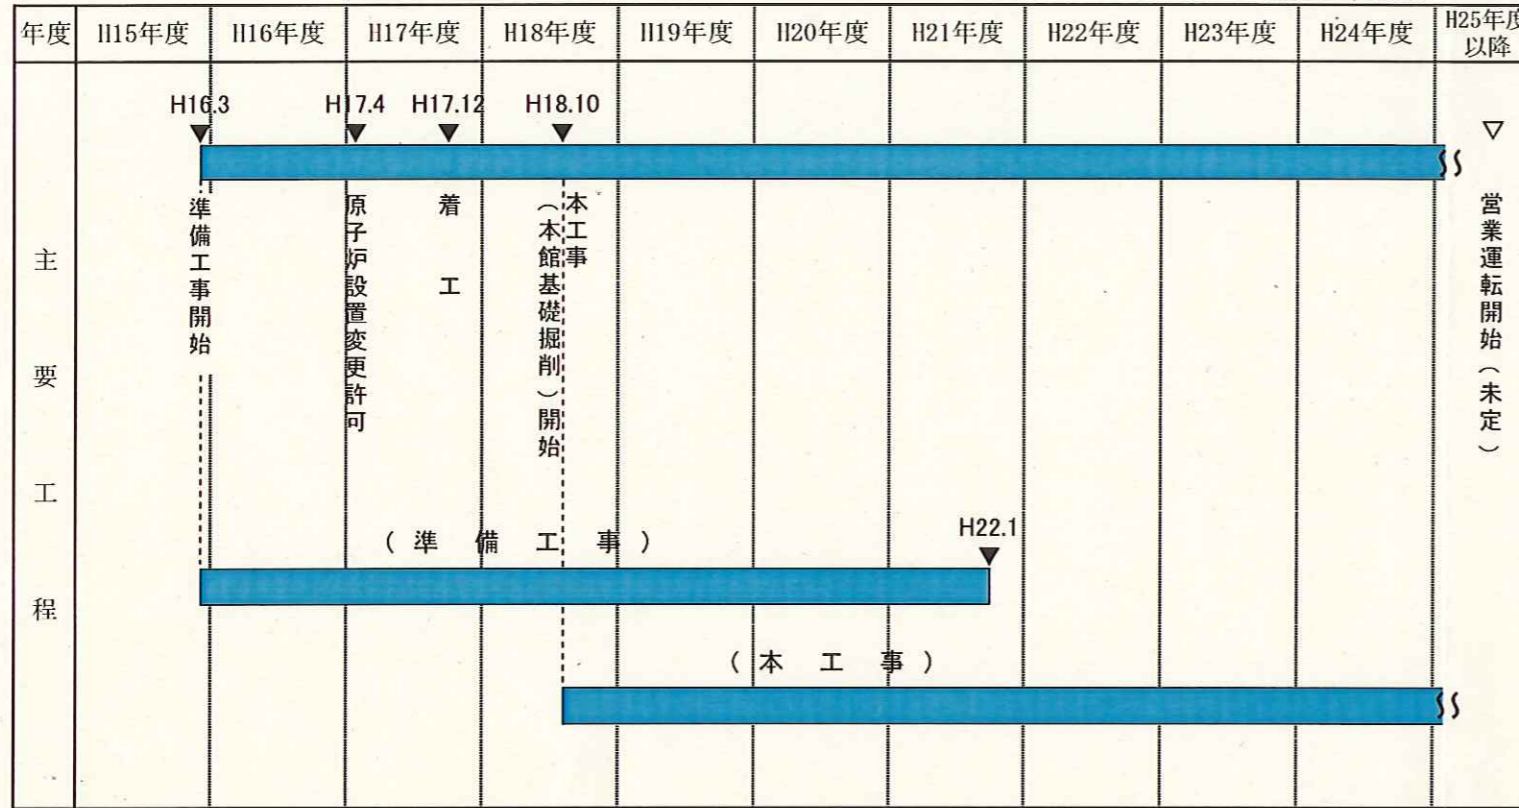 年度
H15年度
H16年度
H17年度
H18年度
H19年度
H20年度
H21年度
H22年度
H23年度
H24年度
H25年度
以降
主要工程
H16.3
H17.4
H17.12
H18.10
準備工事開始
原子炉設置変更許可
着工
本工事
（本館基礎掘削）開始
営業運転開始（未定）
(準備工事)
H22.1
(本工事)